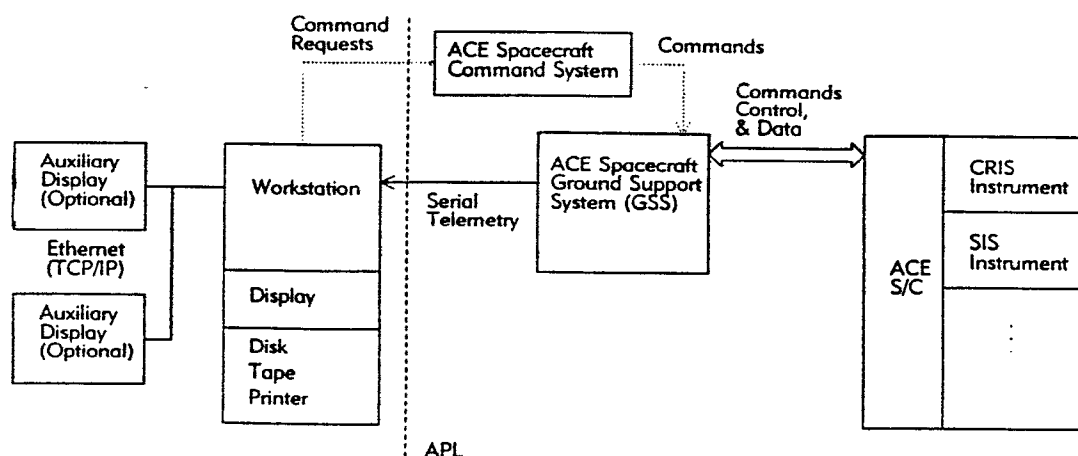 Command
Requests
ACE Spacecraft
Command System
Commands
Commands
Control,
& Data
Auxiliary
Display
(Optional)
Workstation
Serial
Telemetry
ACE Spacecraft
Ground Support
System (GSS)
CRIS
Instrument
Ethernet
(TCP/IP)
SIS
Instrument
ACE
S/C
Auxiliary
Display
(Optional)
Display
Disk
Tape
Printer
APL